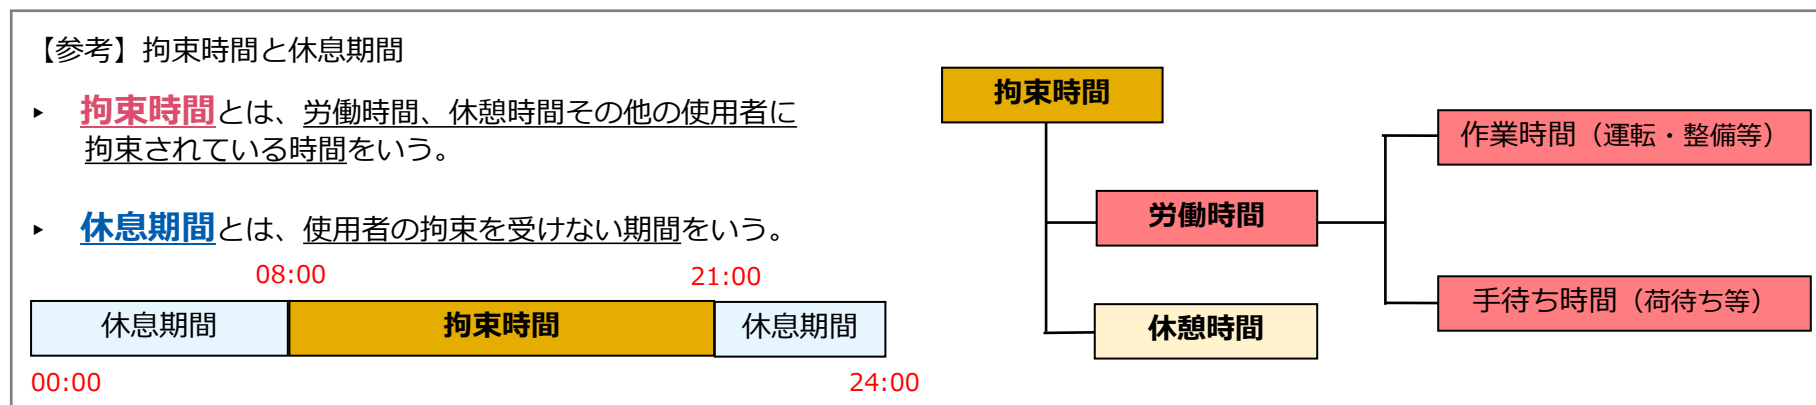 【参考】拘束時間と休息期間
▸ 拘束時間とは、労働時間、休憩時間その他の使用者に
拘束されている時間をいう。
▸ 休息期間とは、使用者の拘束を受けない期間をいう。
08:00 21:00
休息期間 拘束時間 休息期間
00:00 24:00
拘束時間
労働時間
休憩時間
作業時間（運転・整備等）
手待ち時間（荷待ち等）